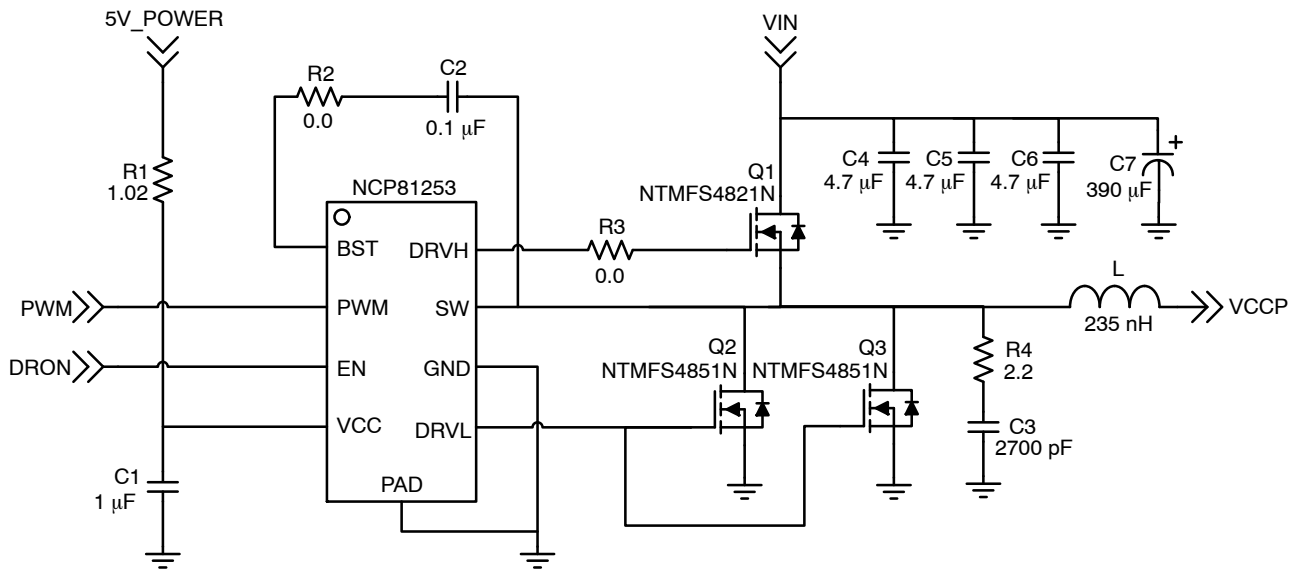 5V_POWER
VIN
R2
0.0
C2
0.1 μF
R1
1.02
NCP81253
Q1
NTMFS4821N
C4
4.7 μF
C5
4.7 μF
C6
4.7 μF
C7
390 μF
+
BST
DRVH
R3
0.0
PWM
PWM
SW
L
235 nH
VCCP
DRON
EN
GND
Q2
NTMFS4851N
Q3
NTMFS4851N
R4
2.2
VCC
DRVL
C3
2700 pF
C1
1 μF
PAD